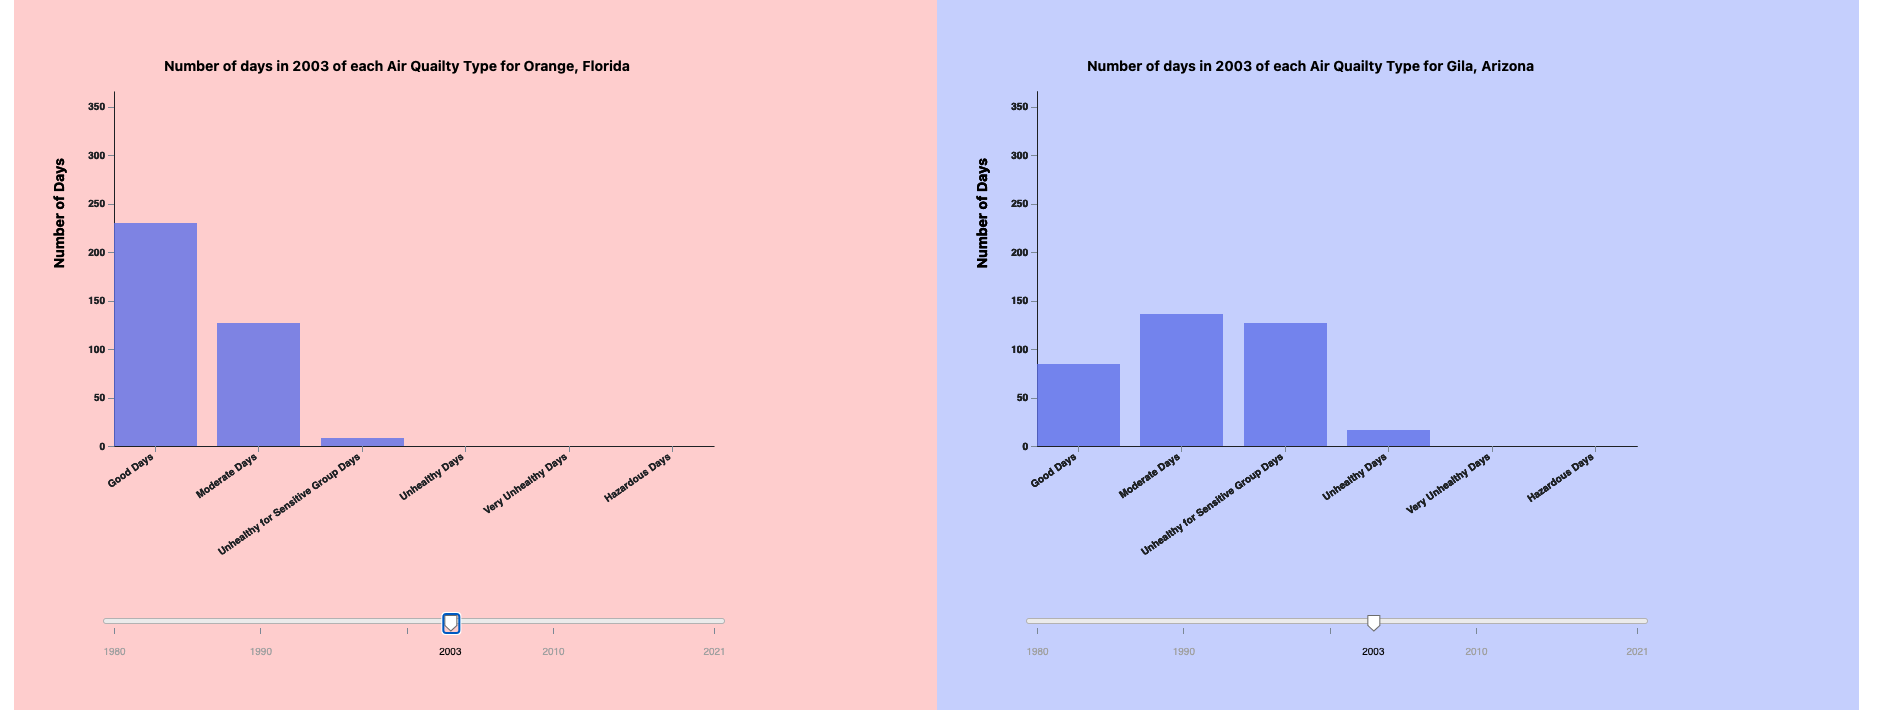 Number of days in 2003 of each Air Quailty Type for Orange, Florida
Number of Days
350
300
250
200
150
100
50
0
Good Days
Moderate Days
Unhealthy for Sensitive Group Days
Unhealthy Days
Very Unhealthy Days
Hazardous Days
1980
1990
2003
2010
2021
Number of days in 2003 of each Air Quailty Type for Gila, Arizona
Number of Days
350
300
250
200
150
100
50
0
Good Days
Moderate Days
Unhealthy for Sensitive Group Days
Unhealthy Days
Very Unhealthy Days
Hazardous Days
1980
1990
2003
2010
2021